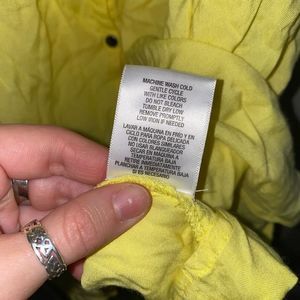 MACHINE WASH COLD
GENTLE CYCLE
WITH LIKE COLORS
DO NOT BLEACH
TUMBLE DRY LOW
REMOVE PROMPTLY
LOW IRON IF NEEDED
LAVAR A MÁQUINA EN FRÍO Y EN
CICLO PARA ROPA DELICADA
CON COLORES SIMILARES
NO USAR BLANQUEADOR
SECAR EN MÁQUINA A
TEMPERATURA BAJA
RETIRE INMEDIATAMENTE
PLANCHAR A TEMPERATURA BAJA
SI ES NECESARIO